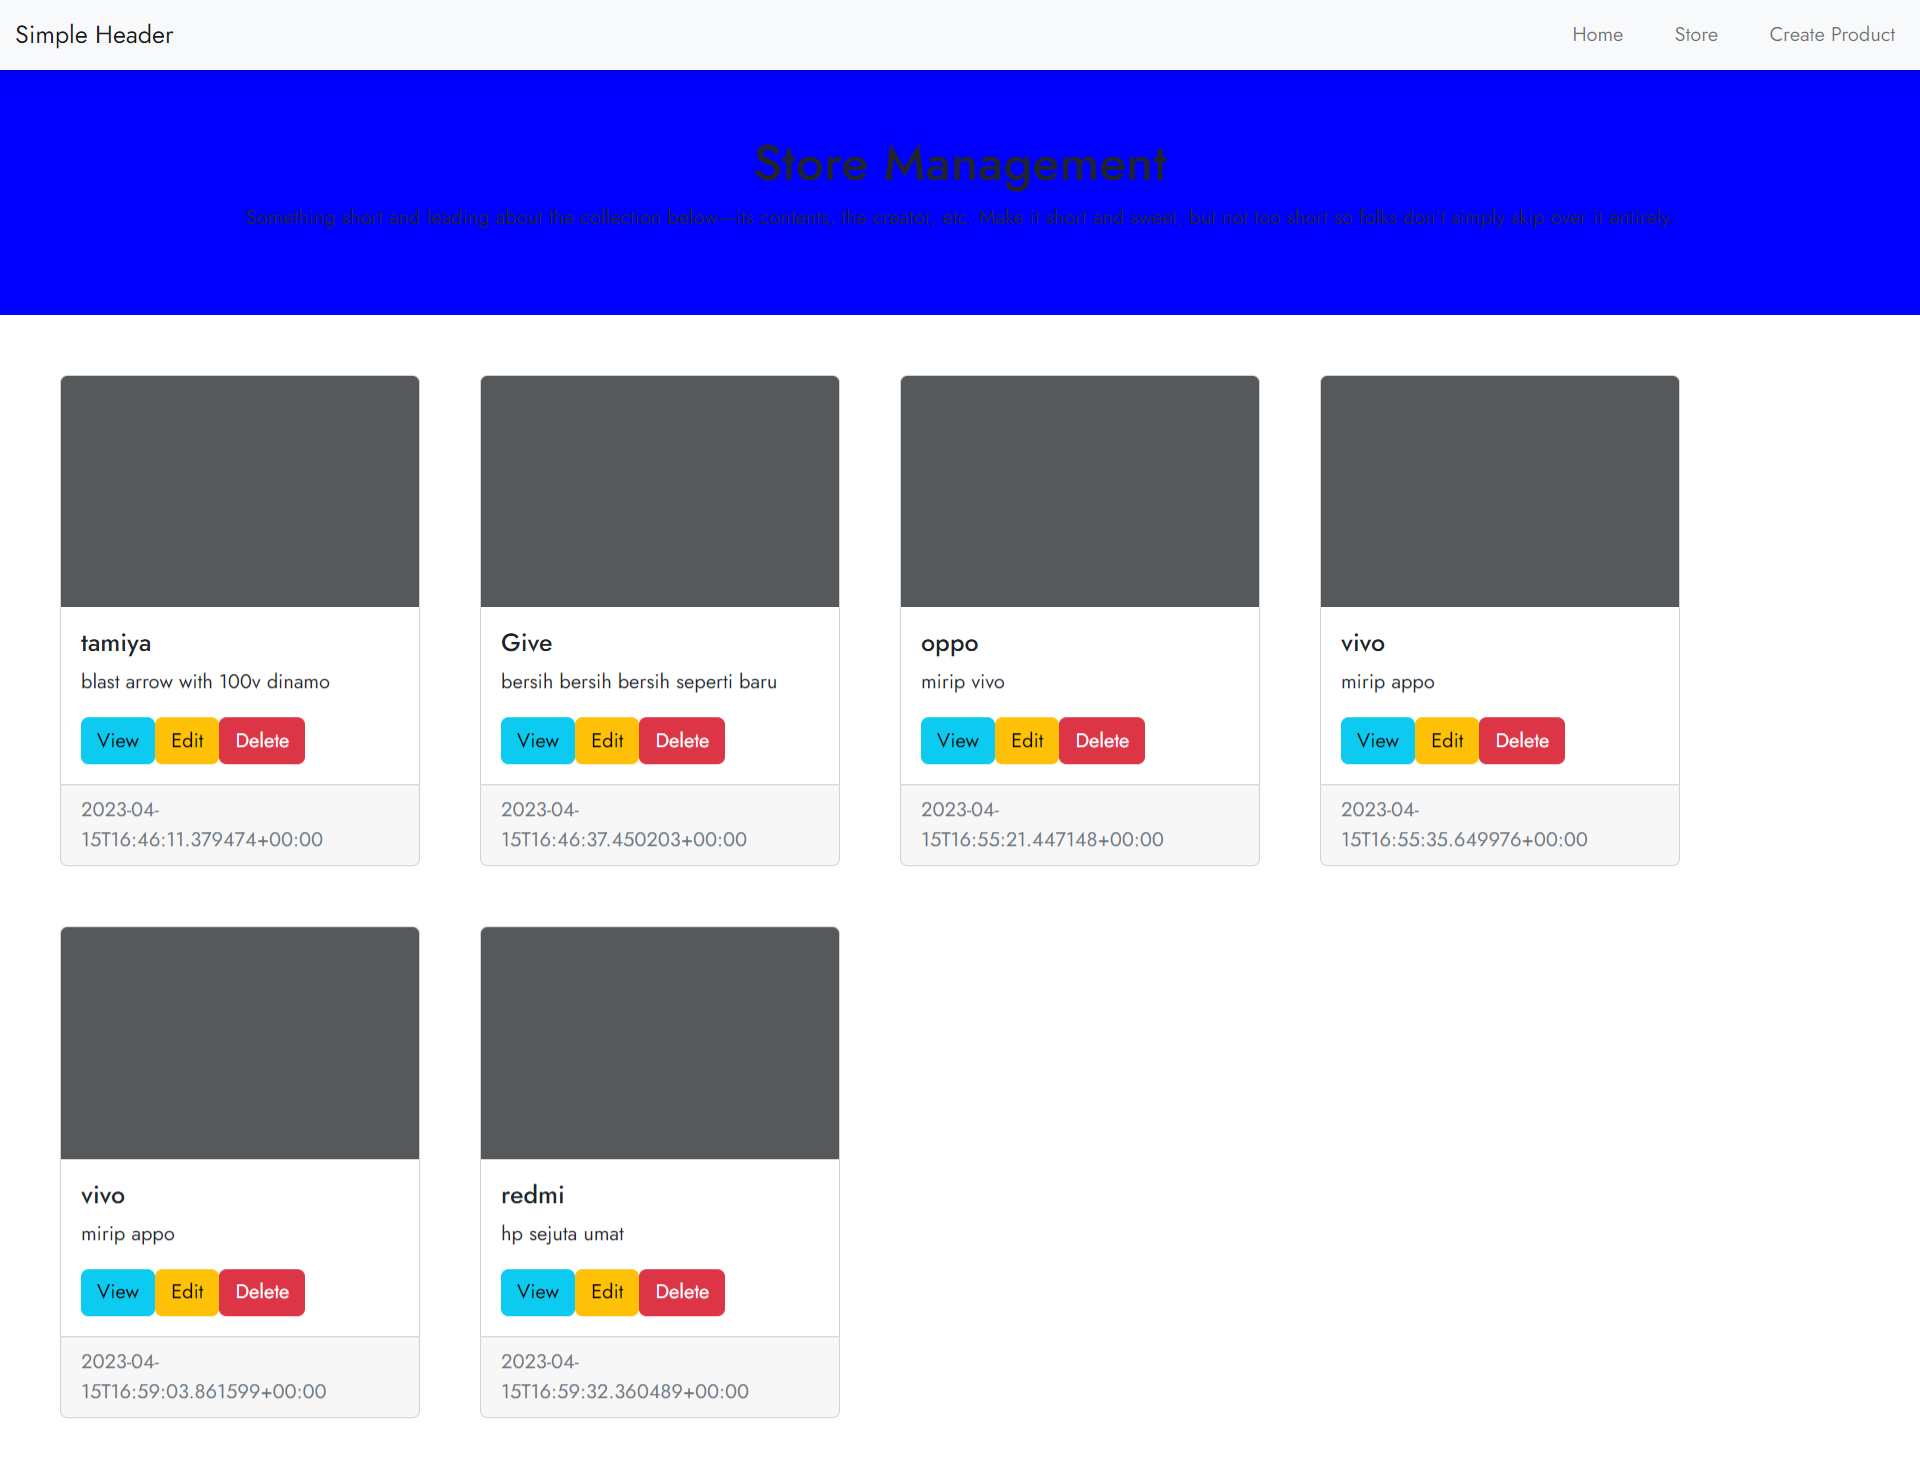 Simple Header
Home Store Create Product
Store Management
Something short and leading about the collection below—its contents, the creator, etc. Make it short and sweet, but not too short so folks don't simply skip over it entirely.
tamiya
blast arrow with 100v dinamo
View Edit Delete
2023-04-
15T16:46:11.379474+00:00
Give
bersih bersih bersih seperti baru
View Edit Delete
2023-04-
15T16:46:37.450203+00:00
oppo
mirip vivo
View Edit Delete
2023-04-
15T16:55:21.447148+00:00
vivo
mirip appo
View Edit Delete
2023-04-
15T16:55:35.649976+00:00
vivo
mirip appo
View Edit Delete
2023-04-
15T16:59:03.861599+00:00
redmi
hp sejuta umat
View Edit Delete
2023-04-
15T16:59:32.360489+00:00